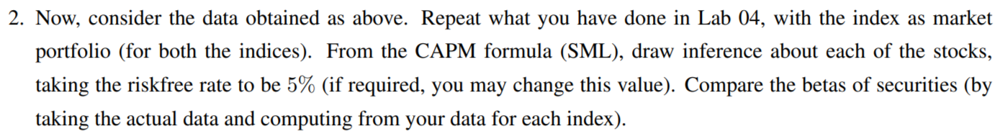 2. Now, consider the data obtained as above. Repeat what you have done in Lab 04, with the index as market
portfolio (for both the indices). From the CAPM formula (SML), draw inference about each of the stocks,
taking the riskfree rate to be 5% (if required, you may change this value). Compare the betas of securities (by
taking the actual data and computing from your data for each index).